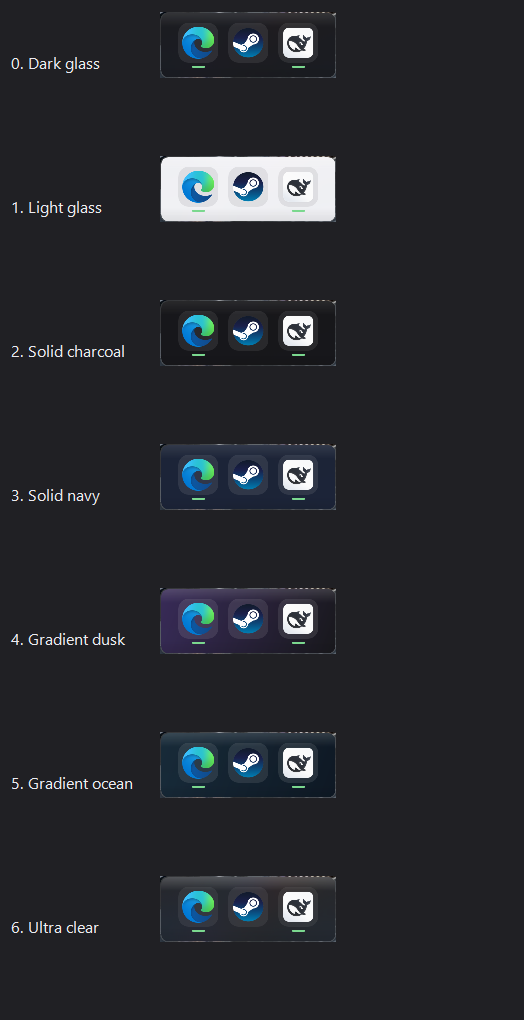 0. Dark glass
1. Light glass
2. Solid charcoal
3. Solid navy
4. Gradient dusk
5. Gradient ocean
6. Ultra clear